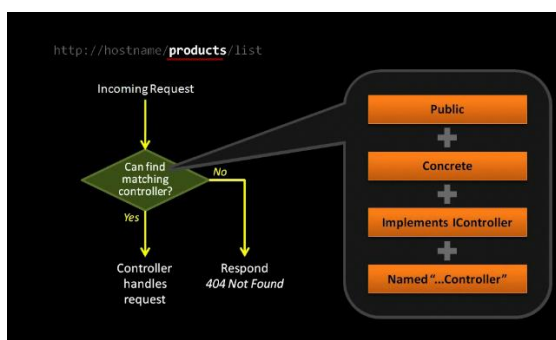 http://hostname/products/list
Incoming Request
Can find
matching
controller?
No
Yes
Controller
handles
request
Respond
404 Not Found
Public
Concrete
Implements IController
Named "...Controller"